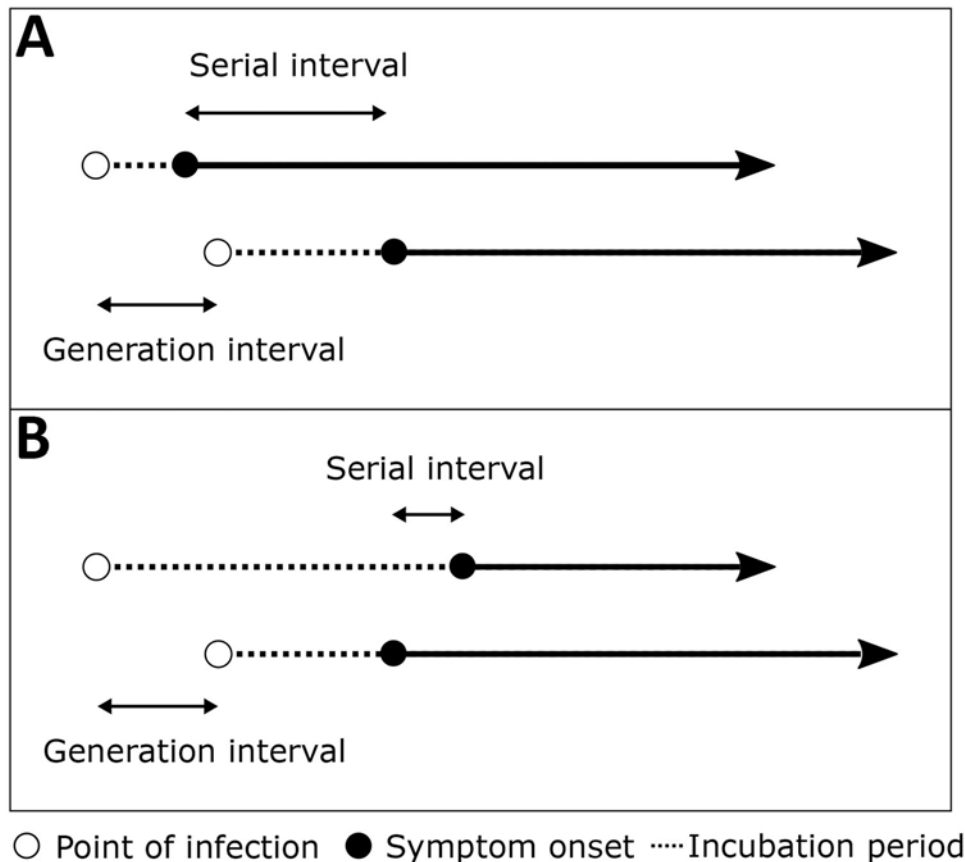 A
Serial interval
Generation interval
B
Serial interval
Generation interval
Point of infection Symptom onset Incubation period